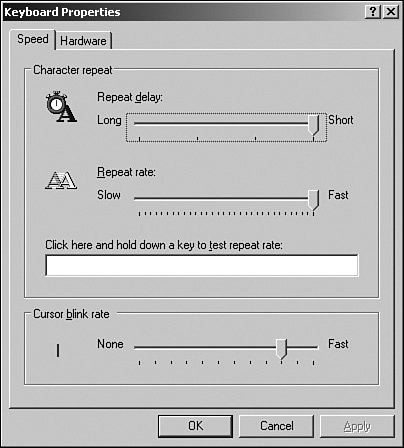 Keyboard Properties
Speed Hardware
Character repeat
Repeat delay:
Long Short
Repeat rate:
Slow Fast
Click here and hold down a key to test repeat rate:
Cursor blink rate
None Fast
OK Cancel Apply